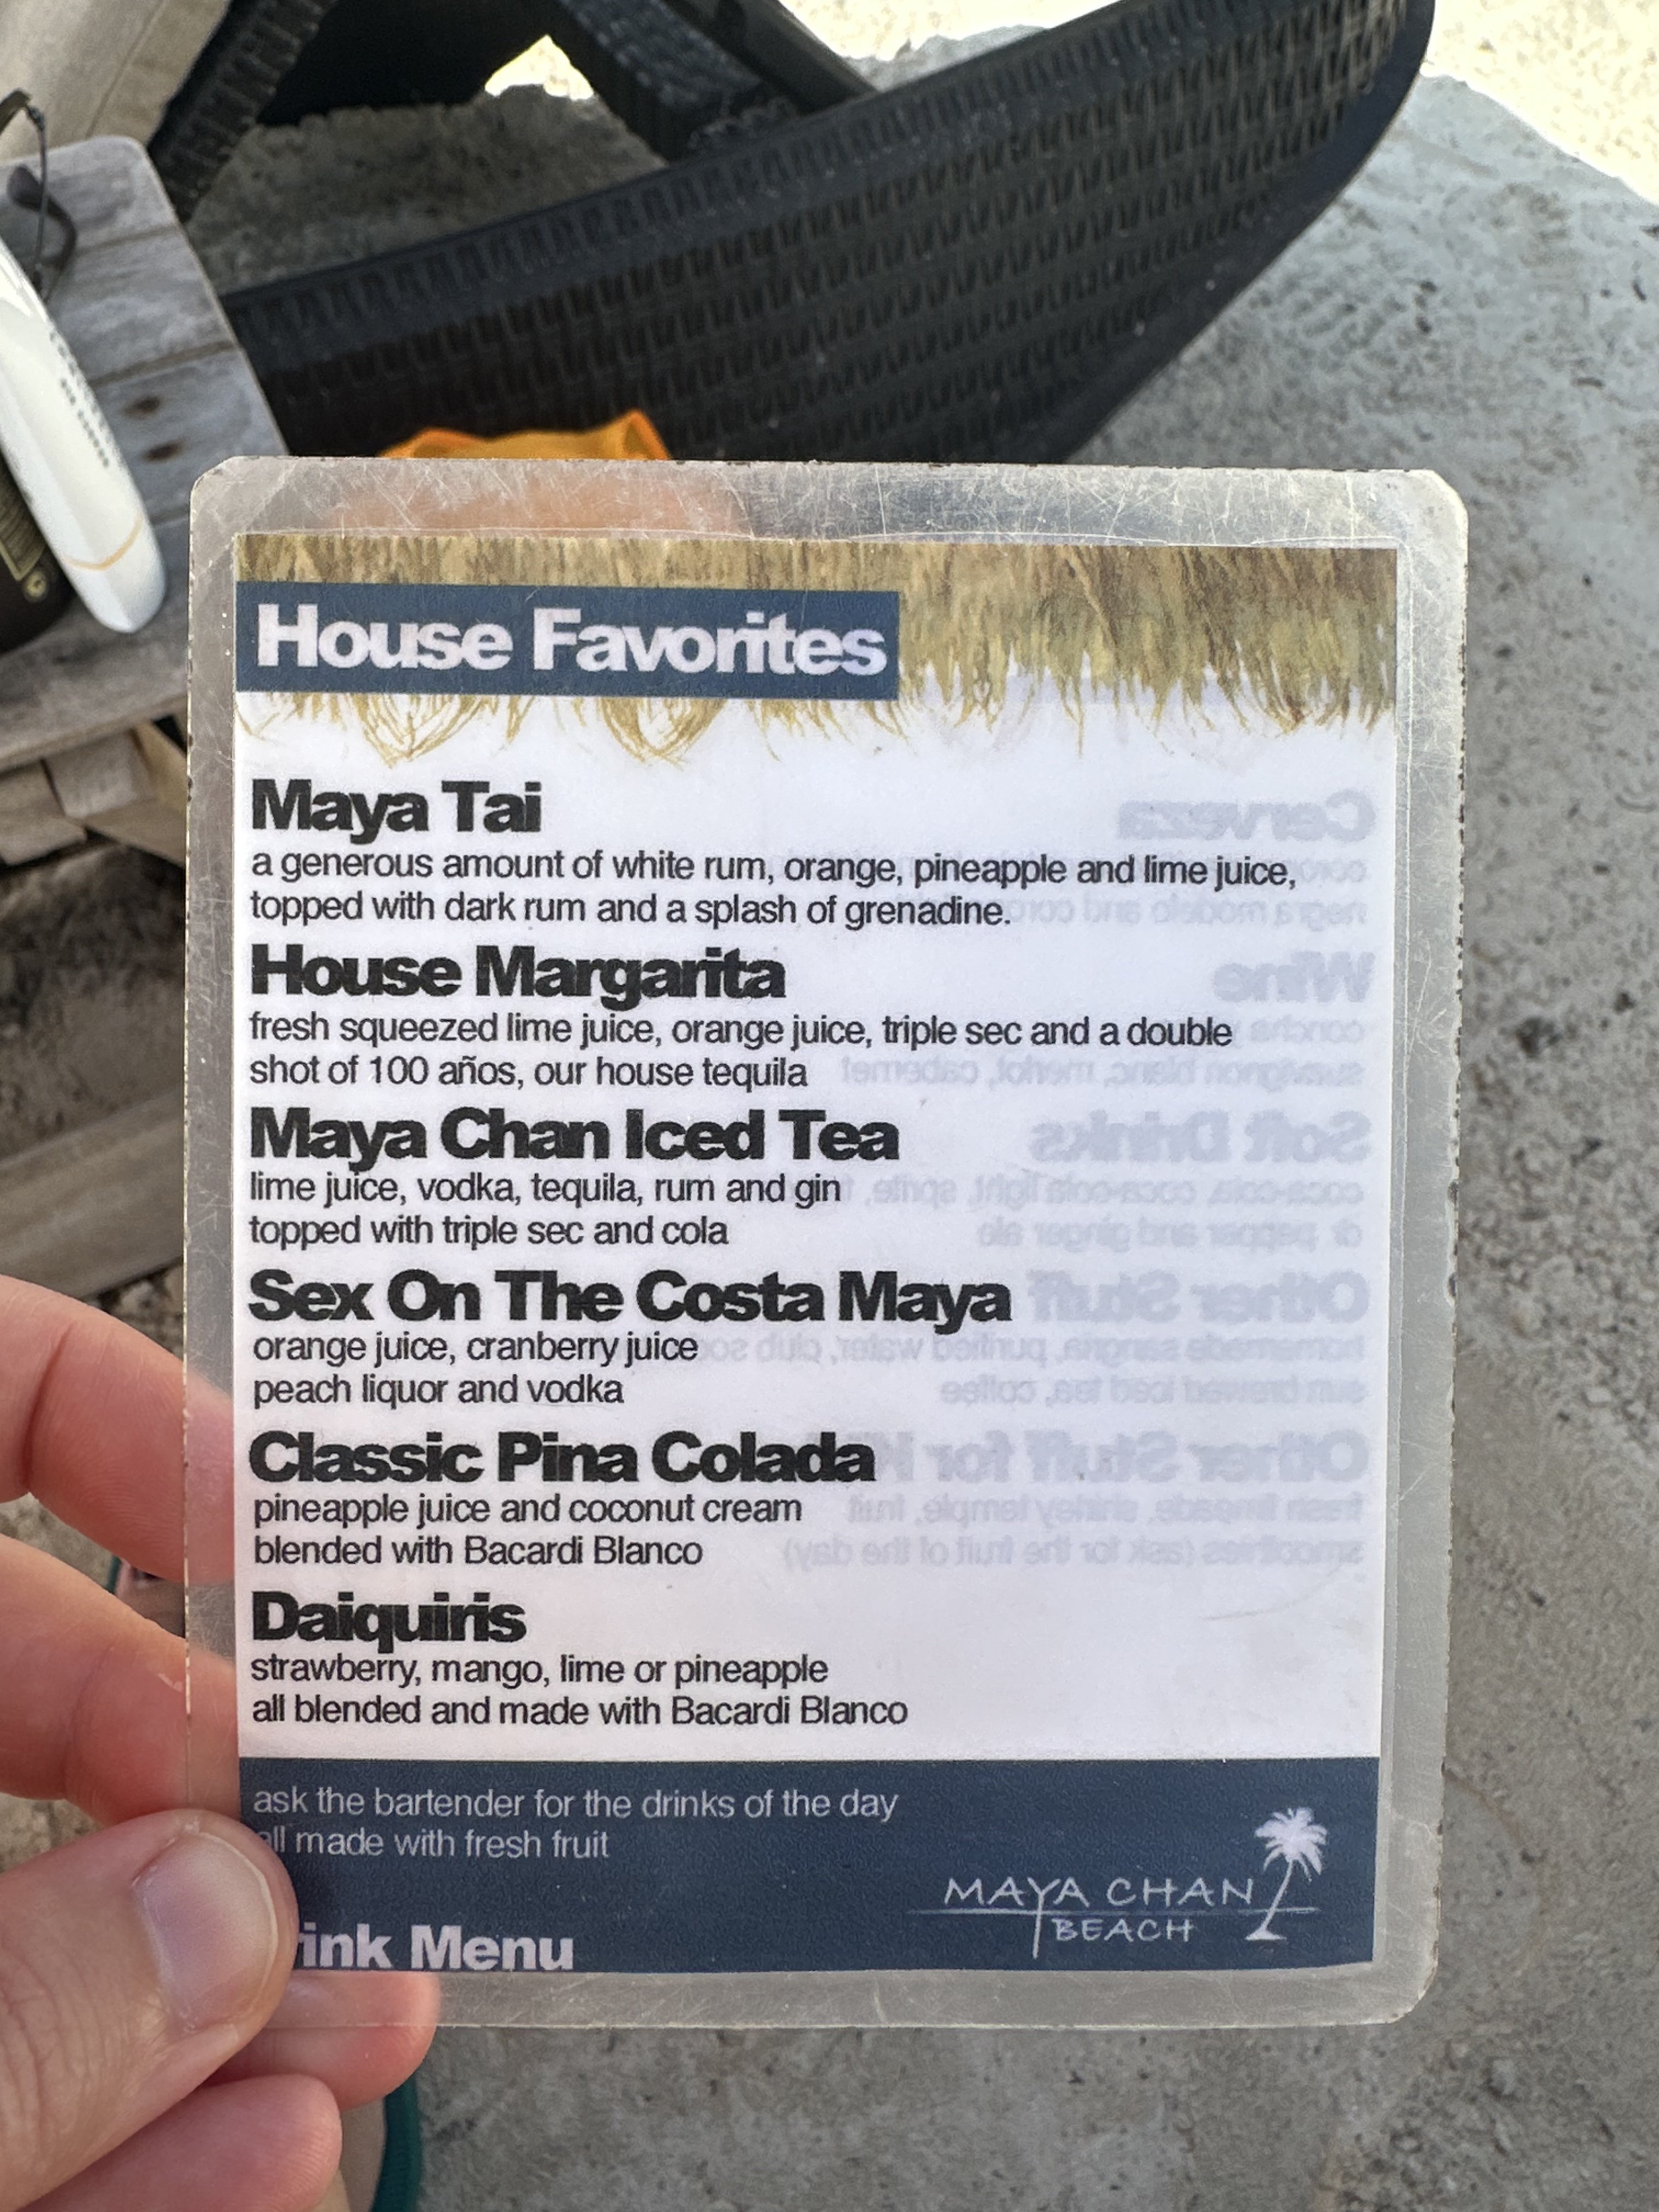 House Favorites
Maya Tai
a generous amount of white rum, orange, pineapple and lime juice,
topped with dark rum and a splash of grenadine.
House Margarita
fresh squeezed lime juice, orange juice, triple sec and a double
shot of 100 años, our house tequila
Maya Chan Iced Tea
lime juice, vodka, tequila, rum and gin
topped with triple sec and cola
Sex On The Costa Maya
orange juice, cranberry juice
peach liquor and vodka
Classic Pina Colada
pineapple juice and coconut cream
blended with Bacardi Blanco
Daiquiris
strawberry, mango, lime or pineapple
all blended and made with Bacardi Blanco
ask the bartender for the drinks of the day
all made with fresh fruit
MAYA CHAN
BEACH
Menu